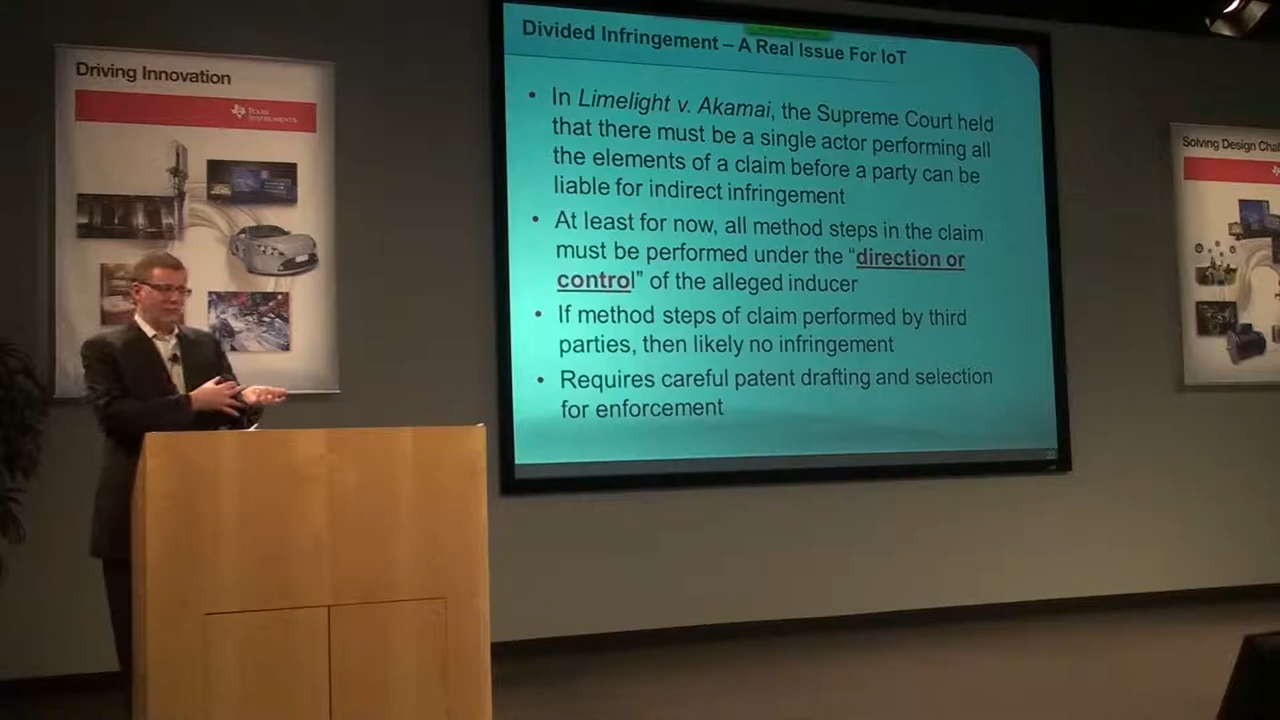 Driving Innovation
TEXAS
INSTRUMENTS
Divided Infringement – A Real Issue For IoT
• In Limelight v. Akamai, the Supreme Court held
that there must be a single actor performing all
the elements of a claim before a party can be
liable for indirect infringement
• At least for now, all method steps in the claim
must be performed under the “direction or
control” of the alleged inducer
• If method steps of claim performed by third
parties, then likely no infringement
• Requires careful patent drafting and selection
for enforcement
Solving Design